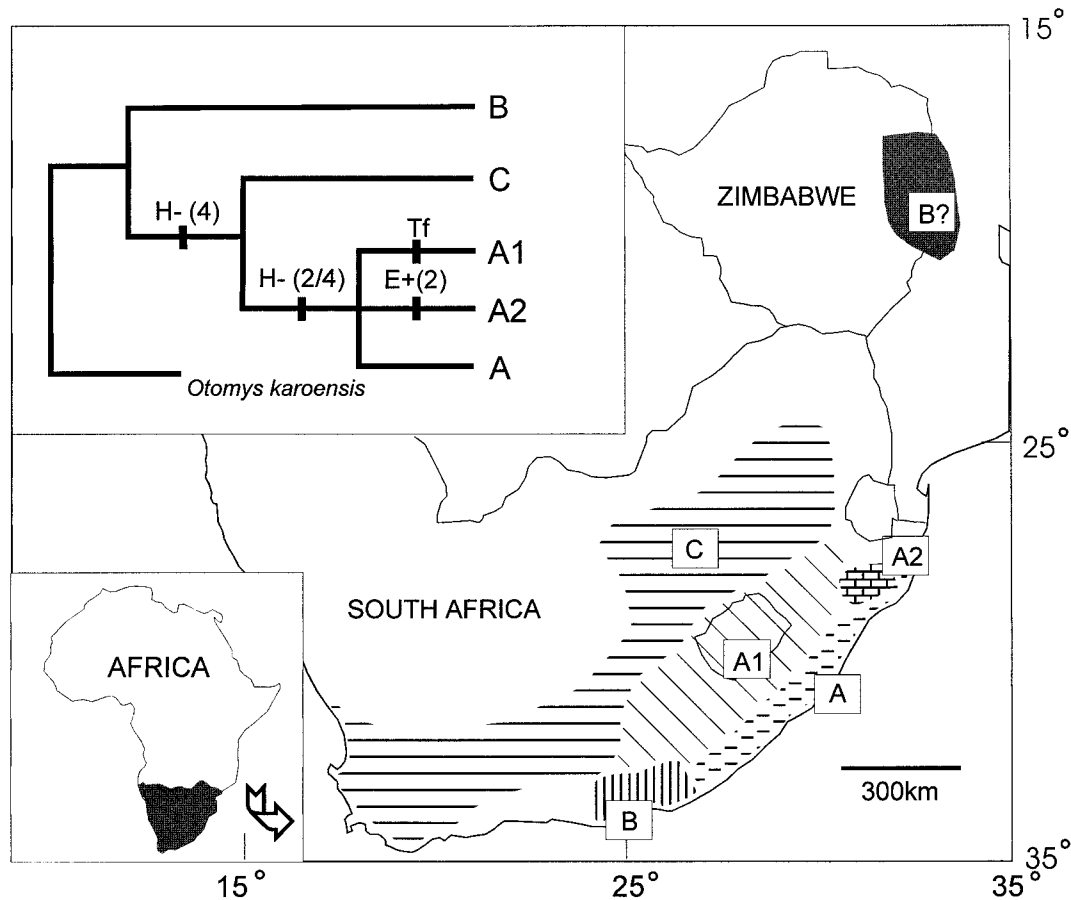 15°
B
C
H- (4)
Tf
A1
H- (2/4)
E+(2)
A2
A
Otomys karoensis
ZIMBABWE
B?
25°
C
A2
SOUTH AFRICA
A1
A
AFRICA
300km
B
35°
15°
25°
35°